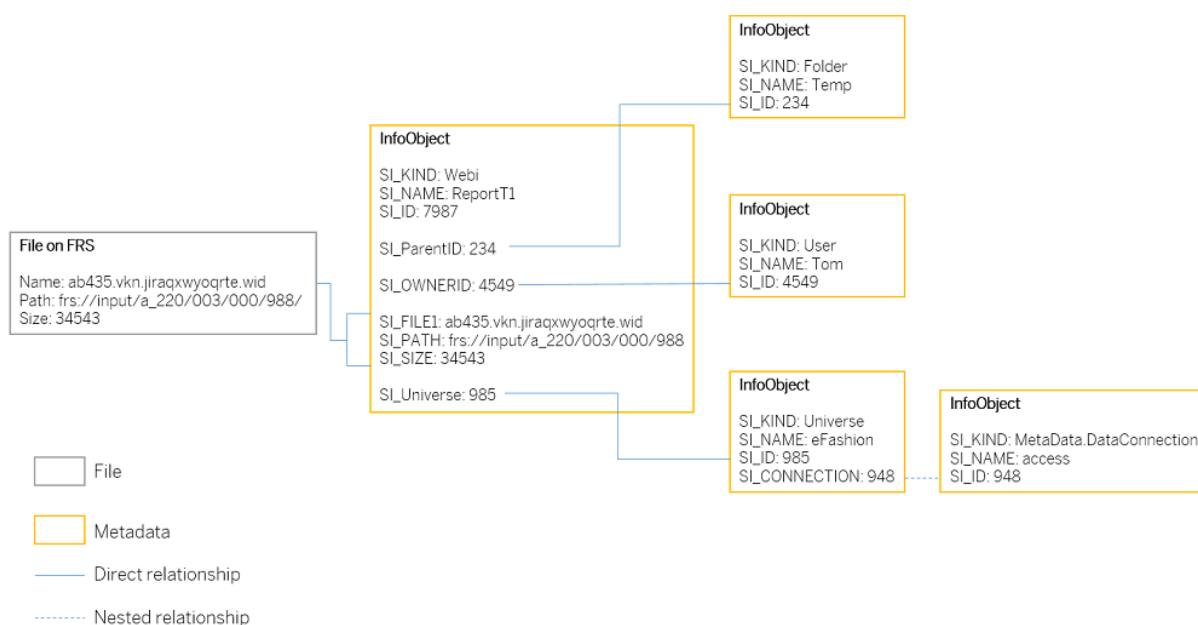 InfoObject
SI_KIND: Folder
SI_NAME: Temp
SI_ID: 234
InfoObject
SI_KIND: Webi
SI_NAME: ReportT1
SI_ID: 7987
SI_ParentID: 234
SI_OWNERID: 4549
SI_FILE1: ab435.vkn.jiraqxwyoqrte.wid
SI_PATH: frs://input/a_220/003/000/988
SI_SIZE: 34543
SI_Universe: 985
InfoObject
SI_KIND: User
SI_NAME: Tom
SI_ID: 4549
File on FRS
Name: ab435.vkn.jiraqxwyoqrte.wid
Path: frs://input/a_220/003/000/988/
Size: 34543
InfoObject
SI_KIND: Universe
SI_NAME: eFashion
SI_ID: 985
SI_CONNECTION: 948
InfoObject
SI_KIND: MetaData.DataConnection
SI_NAME: access
SI_ID: 948
File
Metadata
Direct relationship
Nested relationship